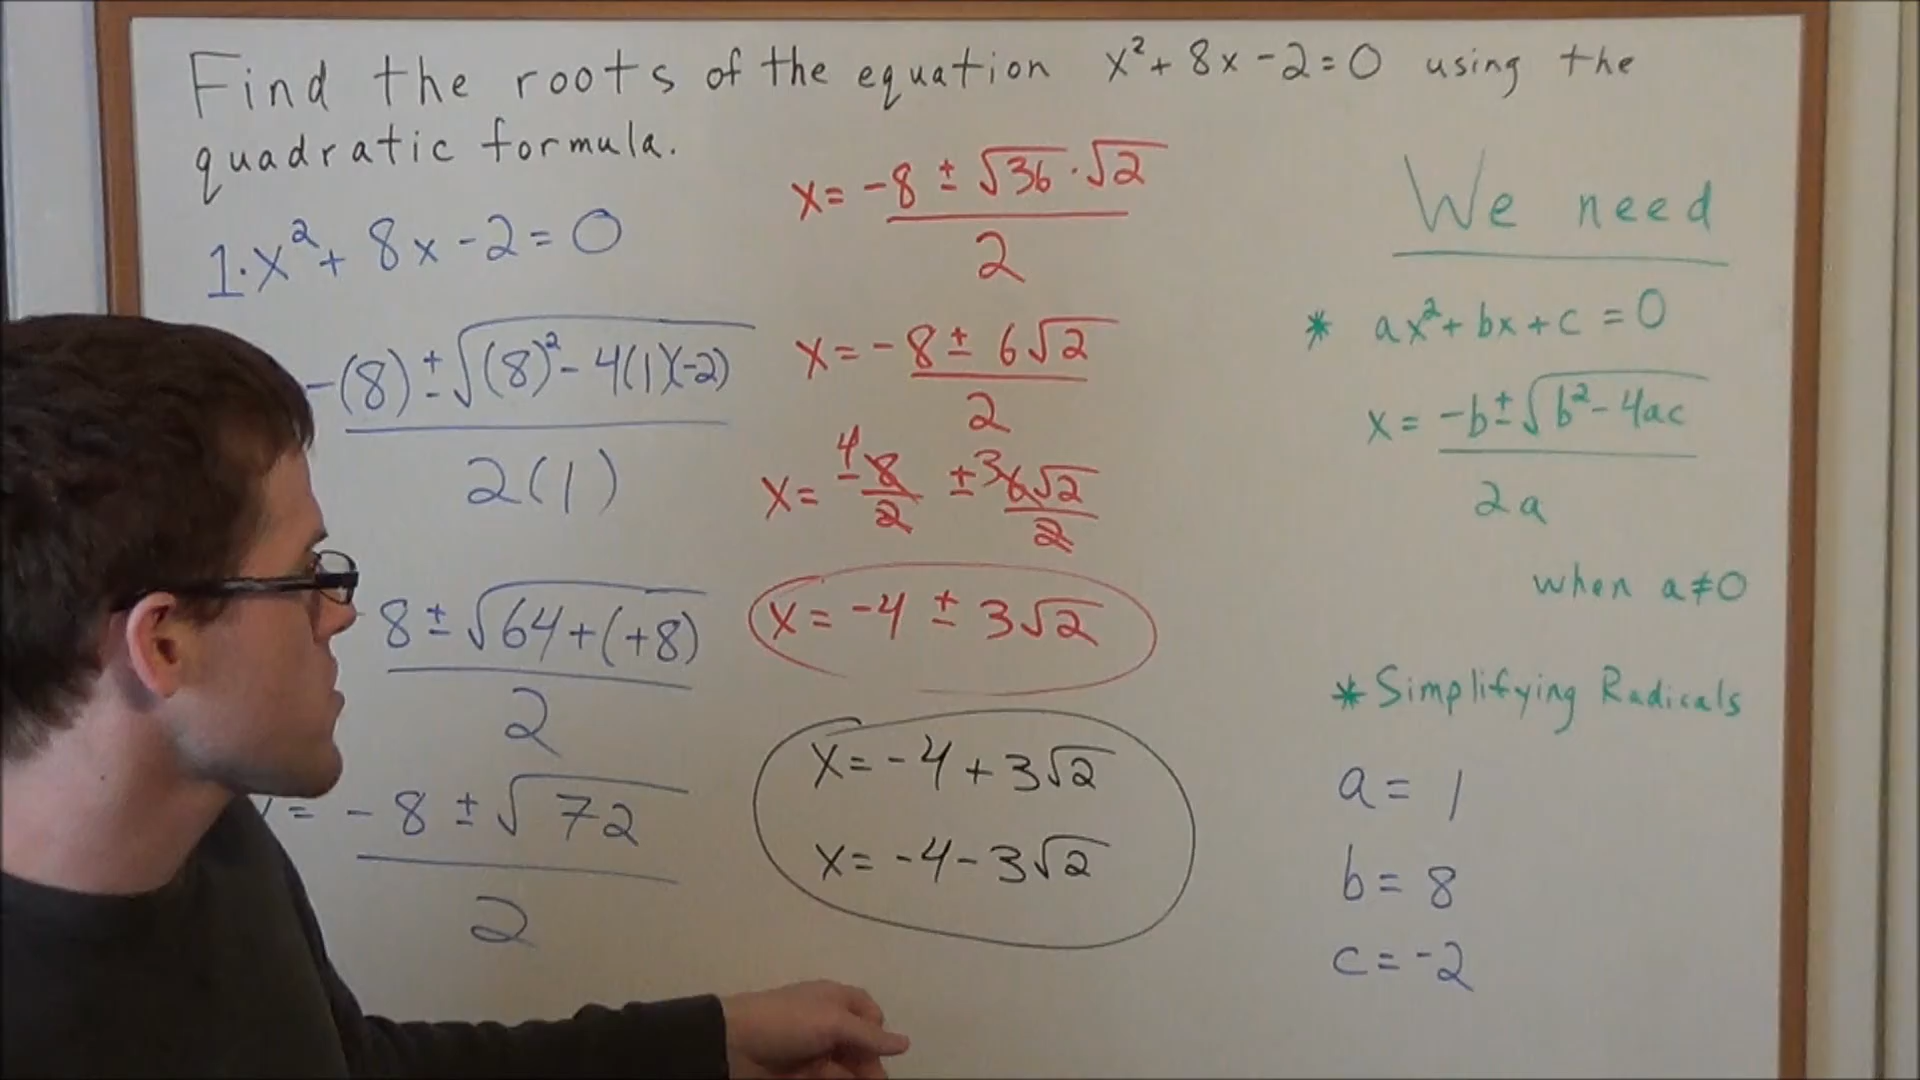 Find the roots of the equation x²+ 8x -2=0 using the
quadratic formula.
1·x²+ 8x -2=0
-(8) ± √(8)²- 4(1)(-2)
2(1)
8 ± √64+(+8)
2
= -8 ± √72
2
x= -8 ± √36 · √2
2
x= -8 ± 6√2
2
x= -8/2 4 ± 6√2/2 3
x= -4 ± 3√2
x= -4 + 3√2
x= -4 - 3√2
We need
* ax²+ bx + c = 0
x = -b ± √b²- 4ac
2a
when a≠0
* Simplifying Radicals
a = 1
b = 8
c = -2